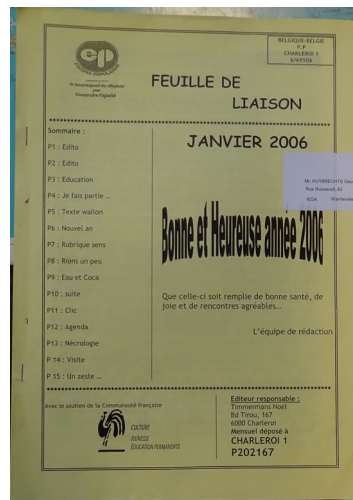 BELGIQUE-BELGIE
P.P
CHARLEROI 1
6/69506
ep
FEUILLE DE
LIAISON
Sommaire :
P1 : Edito
P2 : Edito
P3 : Education
P4 : Je fais partie ...
P5 : Texte wallon
P6 : Nouvel an
P7 : Rubrique sens
P8 : Rions un peu
P9 : Eau et Coca
P10 : suite
P11 : Clic
P12 : Agenda
P13 : Nécrologie
P 14 : Visite
P 15 : Un zeste ...
JANVIER 2006
Bonne et Heureuse année 2006
Que celle-ci soit remplie de bonne santé, de
joie et de rencontres agréables...
L'équipe de rédaction
Avec le soutien de la Communauté française
CULTURE
JEUNESSE
ÉDUCATION PERMANENTE
Editeur responsable :
Timmermans Noël
Bd Tirou, 167
6000 Charleroi
Mensuel déposé à
CHARLEROI 1
P202167